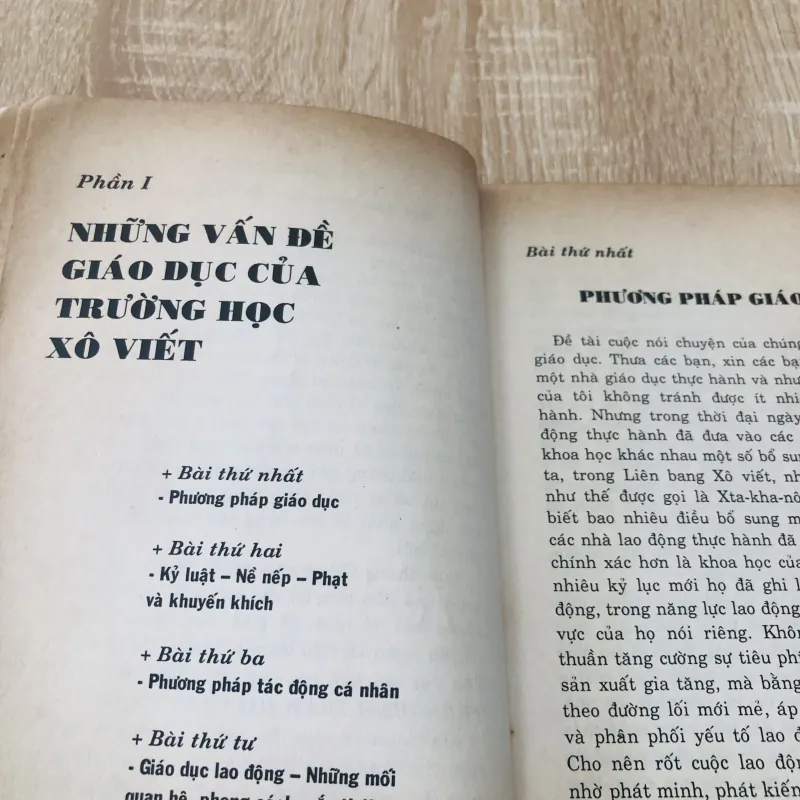 Phần I
NHỮNG VẤN ĐỀ
GIÁO DỤC CỦA
TRƯỜNG HỌC
XÔ VIẾT
+ Bài thứ nhất
- Phương pháp giáo dục
+ Bài thứ hai
- Kỷ luật – Nề nếp – Phạt
và khuyến khích
+ Bài thứ ba
- Phương pháp tác động cá nhân
+ Bài thứ tư
- Giáo dục lao động – Những mối
quan hệ, phong cách
Bài thứ nhất
PHƯƠNG PHÁP GIÁO
Đề tài cuộc nói chuyện của chúng
giáo dục. Thưa các bạn, xin các bạ
một nhà giáo dục thực hành và như
của tôi không tránh được ít nhi
hành. Nhưng trong thời đại ngày
động thực hành đã đưa vào các
khoa học khác nhau một số bổ sun
ta, trong Liên bang Xô viết, nh
như thế được gọi là Xta-kha-nô
biết bao nhiêu điều bổ sung m
các nhà lao động thực hành đã
chính xác hơn là khoa học của
nhiêu kỷ lục mới họ đã ghi l
động, trong năng lực lao động
vực của họ nói riêng. Khôn
thuần tăng cường sự tiêu ph
sản xuất gia tăng, mà bằng
theo đường lối mới mẻ, áp
và phân phối yếu tố lao đ
Cho nên rốt cuộc lao độn
nhờ phát minh, phát kiến